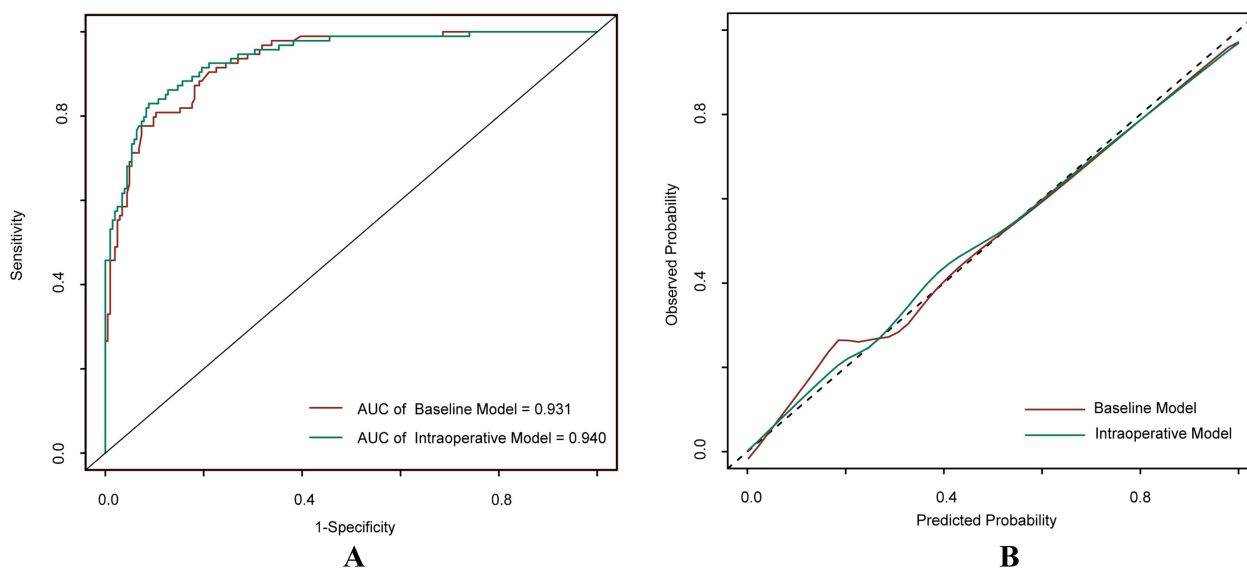 Sensitivity
0.0
0.4
0.8
AUC of Baseline Model = 0.931
AUC of Intraoperative Model = 0.940
0.0
0.4
0.8
1-Specificity
A
Observed Probability
0.0
0.4
0.8
Baseline Model
Intraoperative Model
0.0
0.4
0.8
Predicted Probability
B